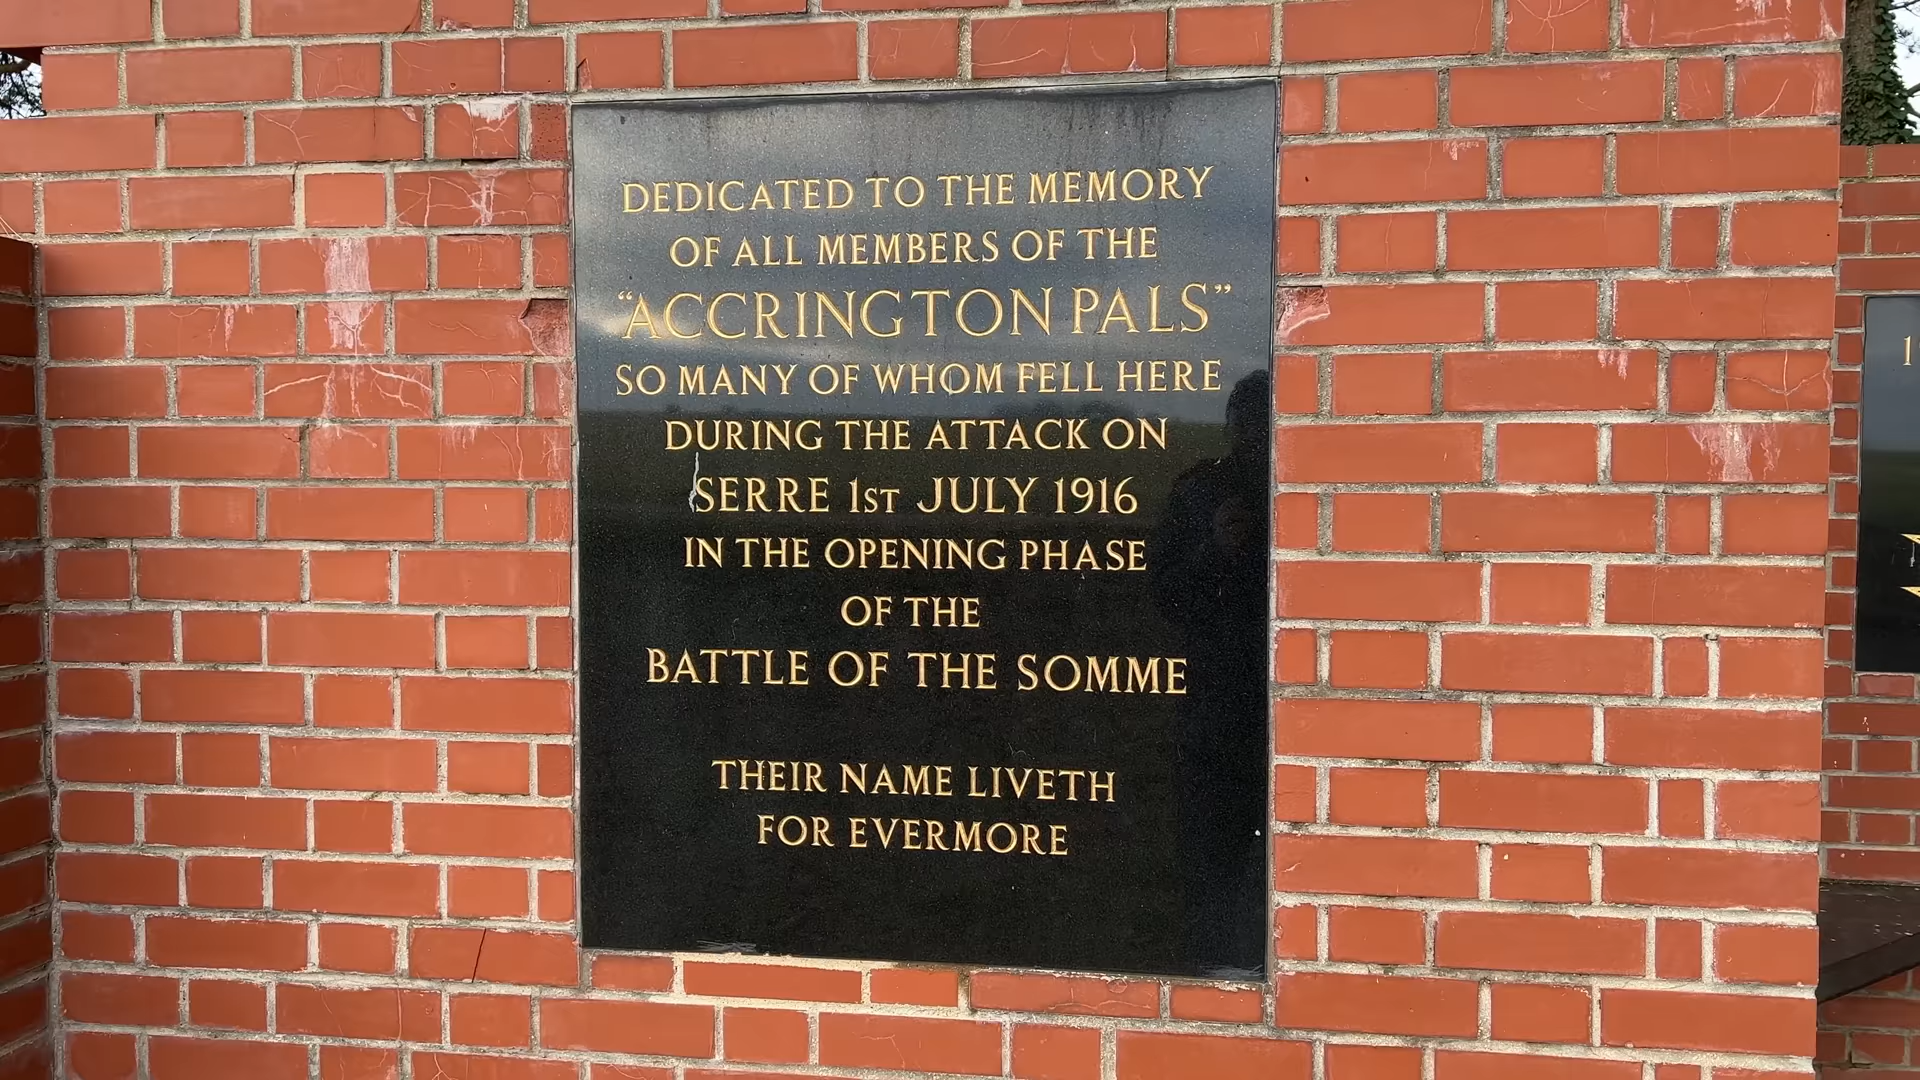 DEDICATED TO THE MEMORY
OF ALL MEMBERS OF THE
“ACCRINGTON PALS”
SO MANY OF WHOM FELL HERE
DURING THE ATTACK ON
SERRE 1ST JULY 1916
IN THE OPENING PHASE
OF THE
BATTLE OF THE SOMME
THEIR NAME LIVETH
FOR EVERMORE